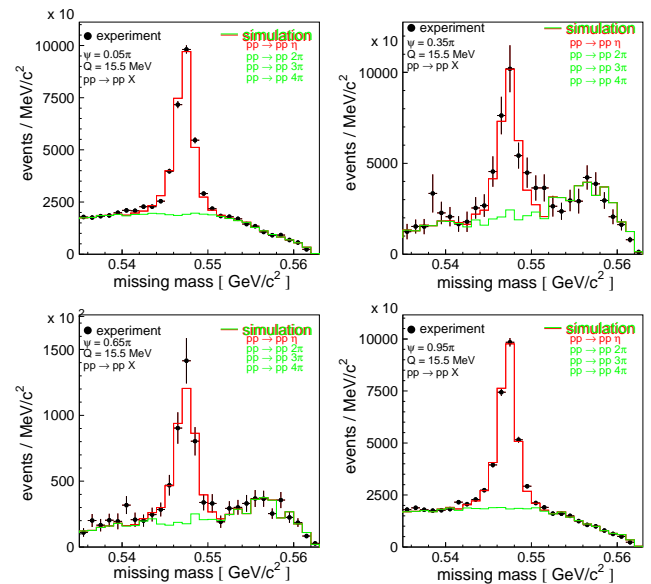 x 10
10000
7500
5000
2500
0
experiment
ψ = 0.05π
Q = 15.5 MeV
pp → pp X
simulation
pp → pp η
pp → pp 2π
pp → pp 3π
pp → pp 4π
0.54 0.55 0.56
missing mass [ GeV/c² ]
events / MeV/c²
x 10
10000
5000
0
experiment
ψ = 0.35π
Q = 15.5 MeV
pp → pp X
simulation
pp → pp η
pp → pp 2π
pp → pp 3π
pp → pp 4π
0.54 0.55 0.56
missing mass [ GeV/c² ]
events / MeV/c²
x 10²
1500
1000
500
0
experiment
ψ = 0.65π
Q = 15.5 MeV
pp → pp X
simulation
pp → pp η
pp → pp 2π
pp → pp 3π
pp → pp 4π
0.54 0.55 0.56
missing mass [ GeV/c² ]
events / MeV/c²
x 10
10000
7500
5000
2500
0
experiment
ψ = 0.95π
Q = 15.5 MeV
pp → pp X
simulation
pp → pp η
pp → pp 2π
pp → pp 3π
pp → pp 4π
0.54 0.55 0.56
missing mass [ GeV/c² ]
events / MeV/c²